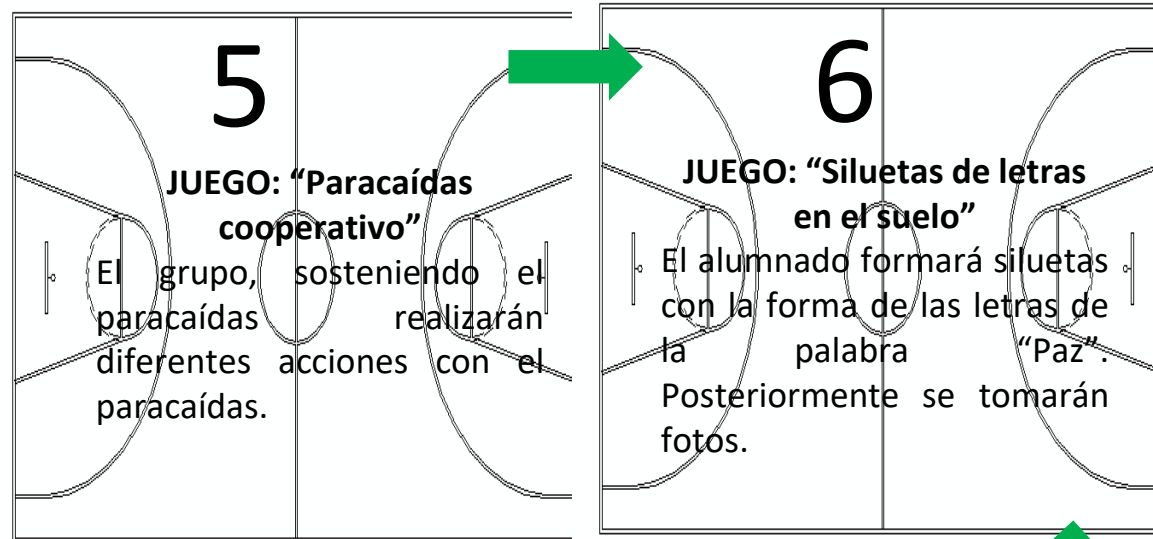 5
JUEGO: “Paracaídas
cooperativo”
El grupo, sosteniendo el
paracaídas realizarán
diferentes acciones con el
paracaídas.
6
JUEGO: “Siluetas de letras
en el suelo”
El alumnado formará siluetas
con la forma de las letras de
la palabra “Paz”.
Posteriormente se tomarán
fotos.